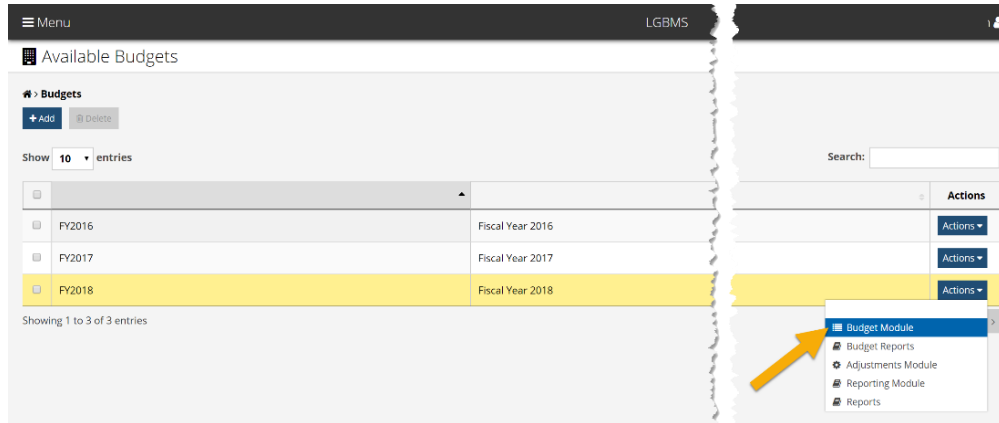 Menu
LGBMS
Available Budgets
> Budgets
+ Add
Delete
Show 10 entries
Search:
Actions
FY2016
Fiscal Year 2016
Actions
FY2017
Fiscal Year 2017
Actions
FY2018
Fiscal Year 2018
Actions
Showing 1 to 3 of 3 entries
>
Budget Module
Budget Reports
Adjustments Module
Reporting Module
Reports